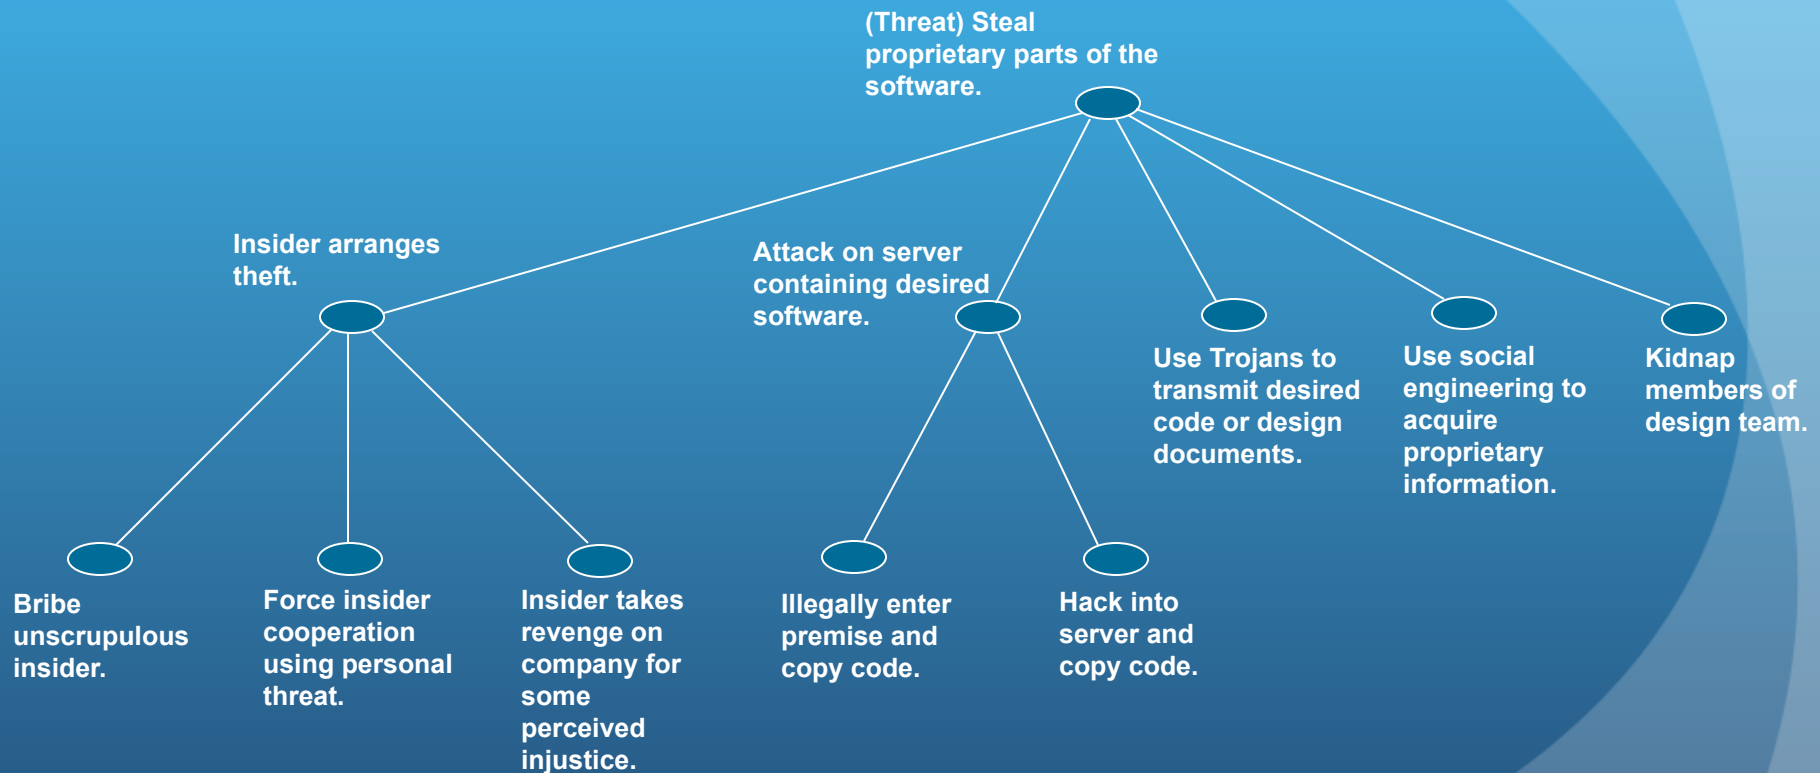 (Threat) Steal
proprietary parts of the
software.
Insider arranges
theft.
Attack on server
containing desired
software.
Use Trojans to
transmit desired
code or design
documents.
Use social
engineering to
acquire
proprietary
information.
Kidnap
members of
design team.
Bribe
unscrupulous
insider.
Force insider
cooperation
using personal
threat.
Insider takes
revenge on
company for
some
perceived
injustice.
Illegally enter
premise and
copy code.
Hack into
server and
copy code.